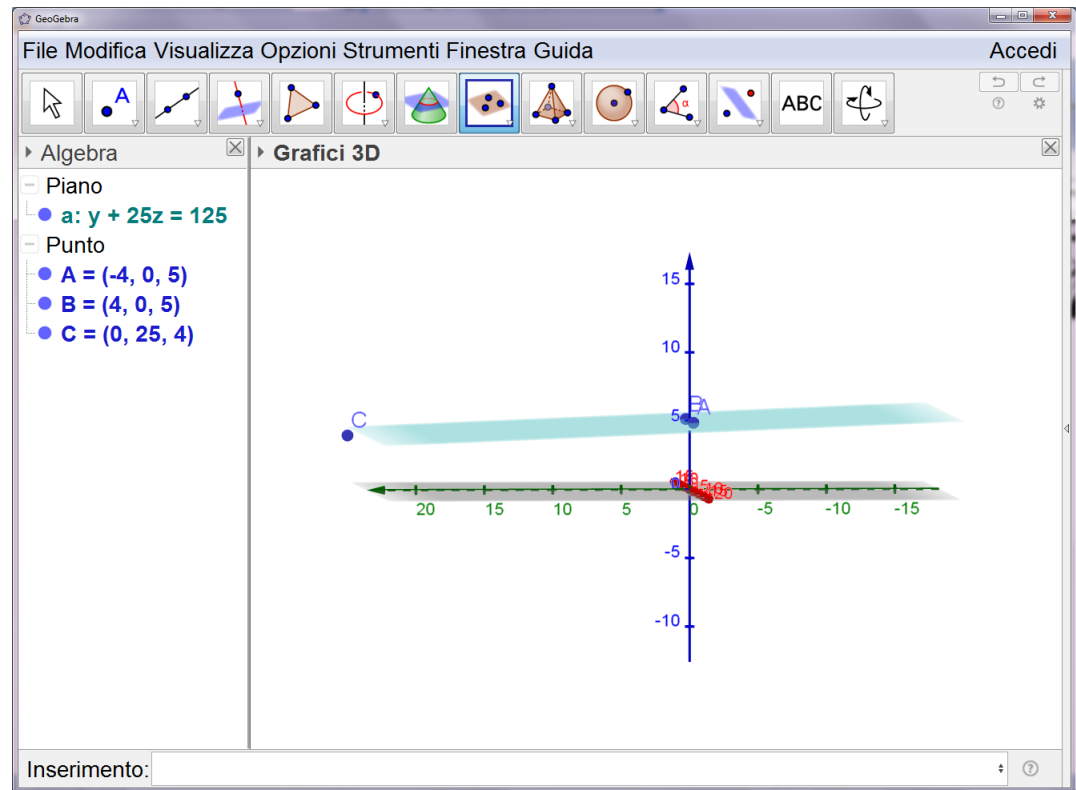 GeoGebra
File Modifica Visualizza Opzioni Strumenti Finestra Guida Accedi
A α ABC
Algebra
Grafici 3D
Piano
a: y + 25z = 125
Punto
A = (-4, 0, 5)
B = (4, 0, 5)
C = (0, 25, 4)
15
10
C
B A
5
0
20 15 10 5 0 -5 -10 -15
-5
-10
Inserimento: